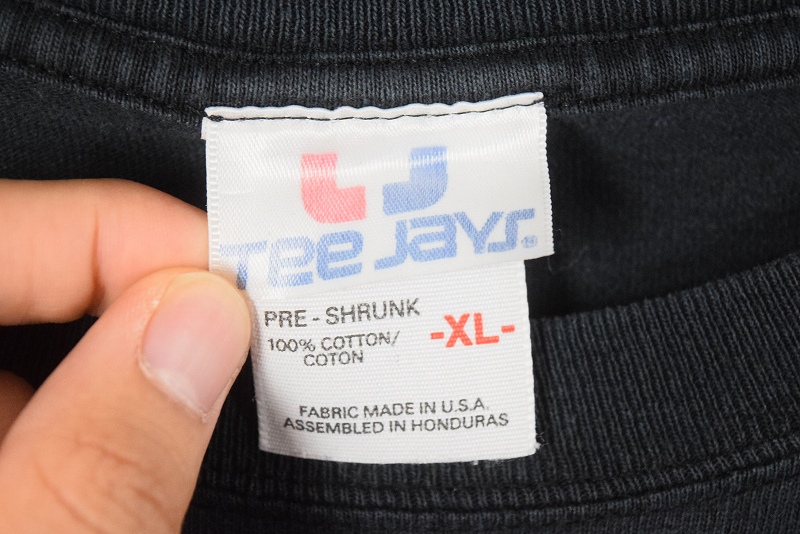 Tee Jays®
PRE - SHRUNK
100% COTTON/
COTON
-XL-
FABRIC MADE IN U.S.A.
ASSEMBLED IN HONDURAS